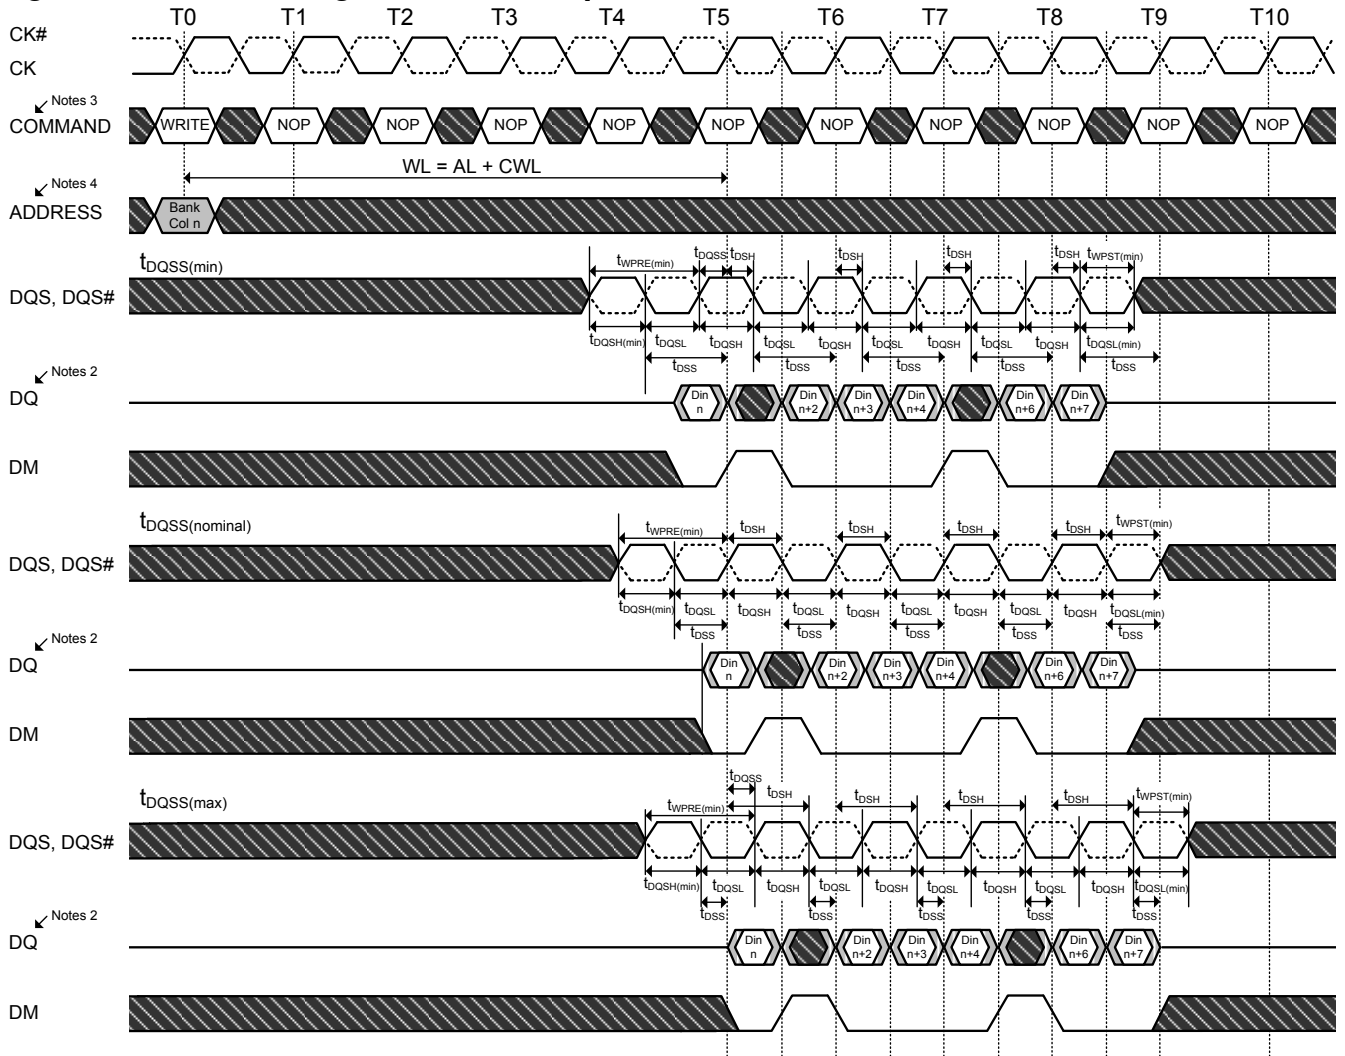 T0 T1 T2 T3 T4 T5 T6 T7 T8 T9 T10
CK#
CK
Notes 3
COMMAND WRITE NOP NOP NOP NOP NOP NOP NOP NOP NOP NOP
WL = AL + CWL
Notes 4
ADDRESS Bank Col n
tDQSS(min) tWPRE(min) tDQSS tDSH tDSH tDSH tDSH tWPST(min)
DQS, DQS#
tDQSH(min) tDQSL tDQSH tDQSL tDQSH tDQSL tDQSH tDQSL tDQSH tDQSL(min)
tDSS tDSS tDSS tDSS tDSS
Notes 2
DQ Din n Din n+2 Din n+3 Din n+4 Din n+6 Din n+7
DM
tDQSS(nominal) tWPRE(min) tDSH tDSH tDSH tDSH tWPST(min)
DQS, DQS#
tDQSH(min) tDQSL tDQSH tDQSL tDQSH tDQSL tDQSH tDQSL tDQSH tDQSL(min)
tDSS tDSS tDSS tDSS tDSS
Notes 2
DQ Din n Din n+2 Din n+3 Din n+4 Din n+6 Din n+7
DM
tDQSS
tDQSS(max) tWPRE(min) tDSH tDSH tDSH tDSH tWPST(min)
DQS, DQS#
tDQSH(min) tDQSL tDQSH tDQSL tDQSH tDQSL tDQSH tDQSL tDQSH tDQSL(min)
tDSS tDSS tDSS tDSS tDSS
Notes 2
DQ Din n Din n+2 Din n+3 Din n+4 Din n+6 Din n+7
DM